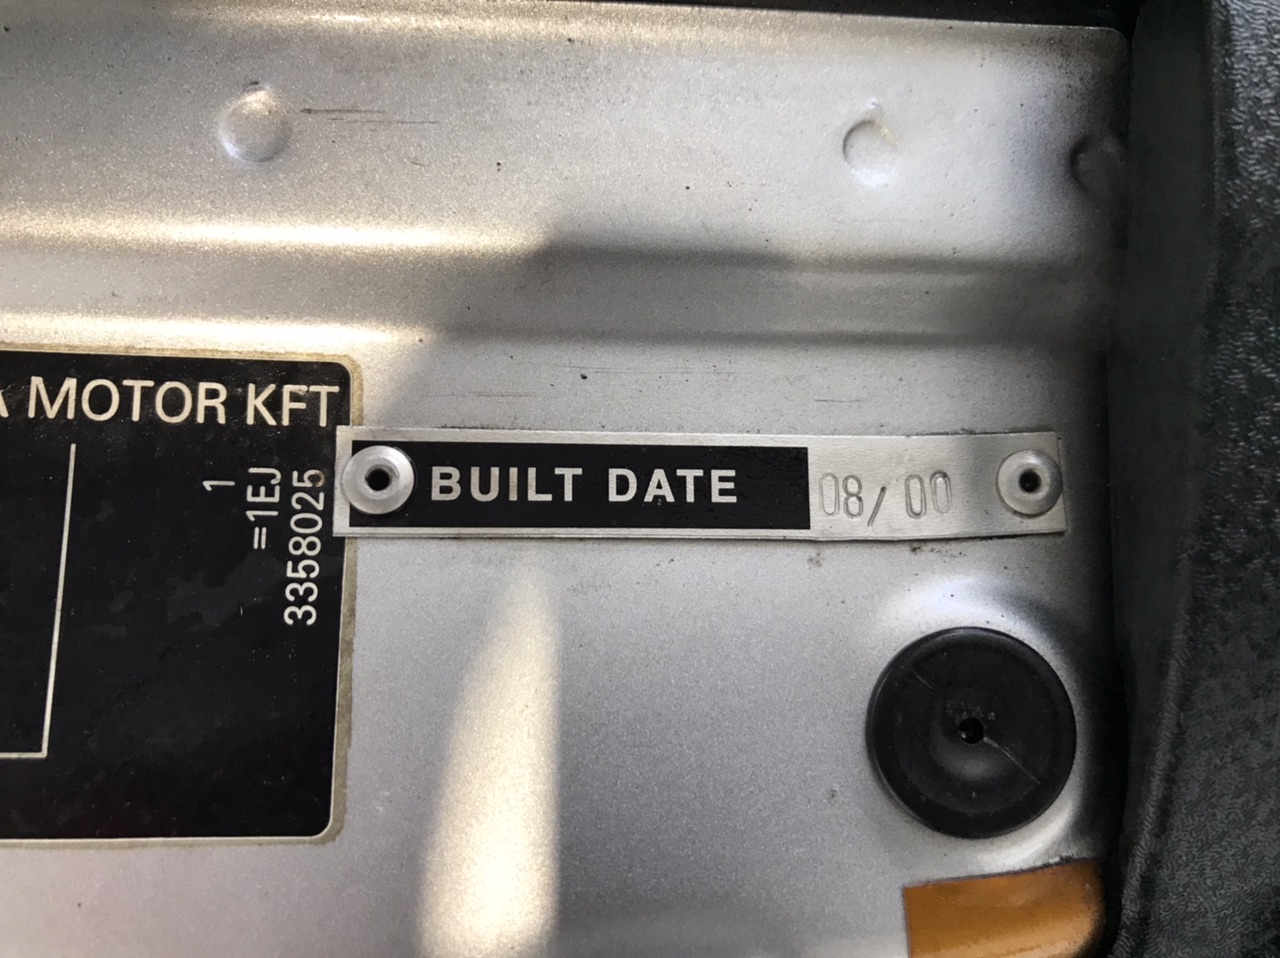 MOTOR KFT
BUILT DATE 08/00
1
=1EJ
3358025